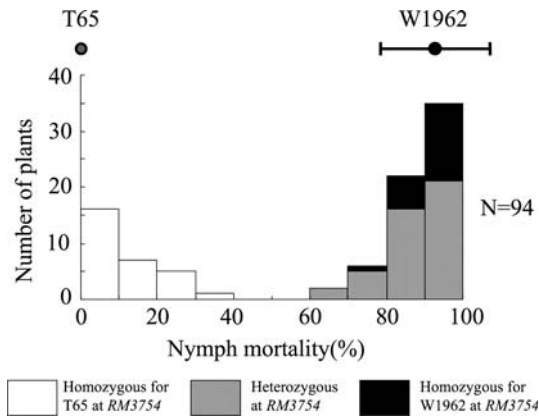 T65
W1962
40
30
20
10
0
Number of plants
N=94
0 20 40 60 80 100
Nymph mortality(%)
Homozygous for
T65 at RM3754
Heterozygous
at RM3754
Homozygous for
W1962 at RM3754